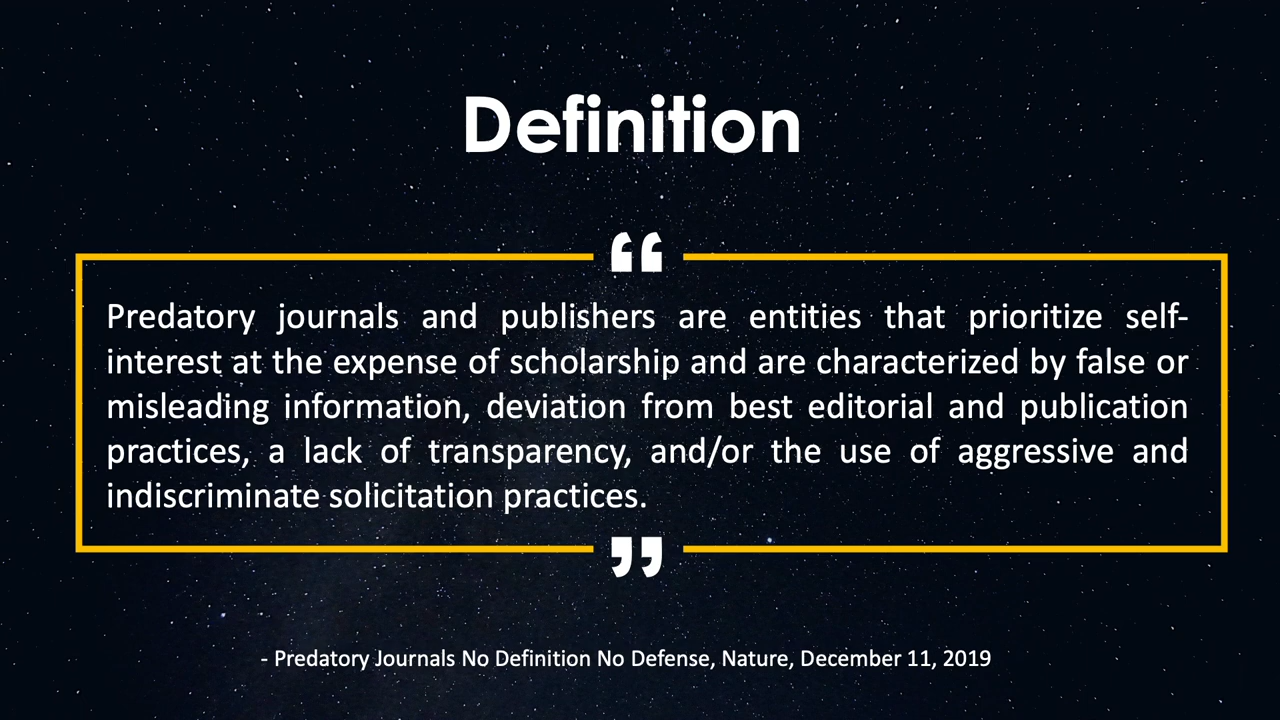 Definition
“
Predatory journals and publishers are entities that prioritize self-
interest at the expense of scholarship and are characterized by false or
misleading information, deviation from best editorial and publication
practices, a lack of transparency, and/or the use of aggressive and
indiscriminate solicitation practices.
”
- Predatory Journals No Definition No Defense, Nature, December 11, 2019